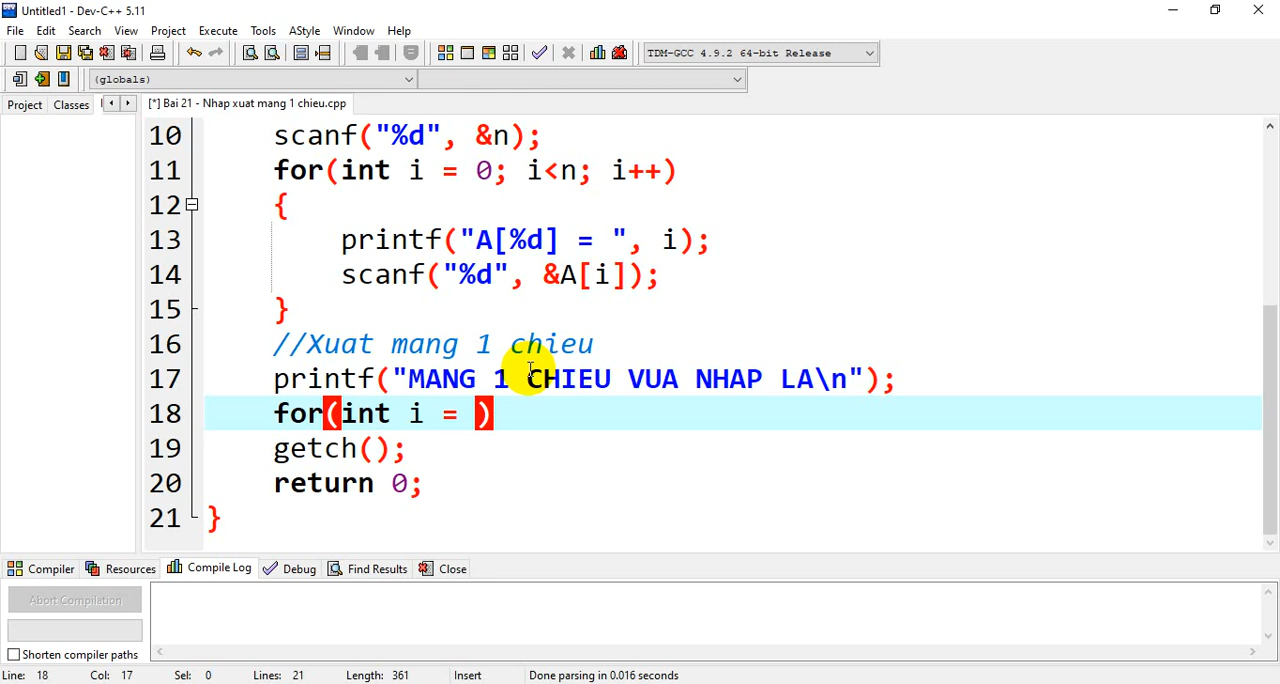 Untitled1 - Dev-C++ 5.11
File Edit Search View Project Execute Tools AStyle Window Help
TDM-GCC 4.9.2 64-bit Release
(globals)
Project Classes [*] Bai 21 - Nhap xuat mang 1 chieu.cpp
10 scanf("%d", &n);
11 for(int i = 0; i<n; i++)
12 {
13 printf("A[%d] = ", i);
14 scanf("%d", &A[i]);
15 }
16 //Xuat mang 1 chieu
17 printf("MANG 1 CHIEU VUA NHAP LA\n");
18 for(int i = )
19 getch();
20 return 0;
21 }
Compiler Resources Compile Log Debug Find Results Close
Abort Compilation
Shorten compiler paths
Line: 18 Col: 17 Sel: 0 Lines: 21 Length: 361 Insert Done parsing in 0.016 seconds